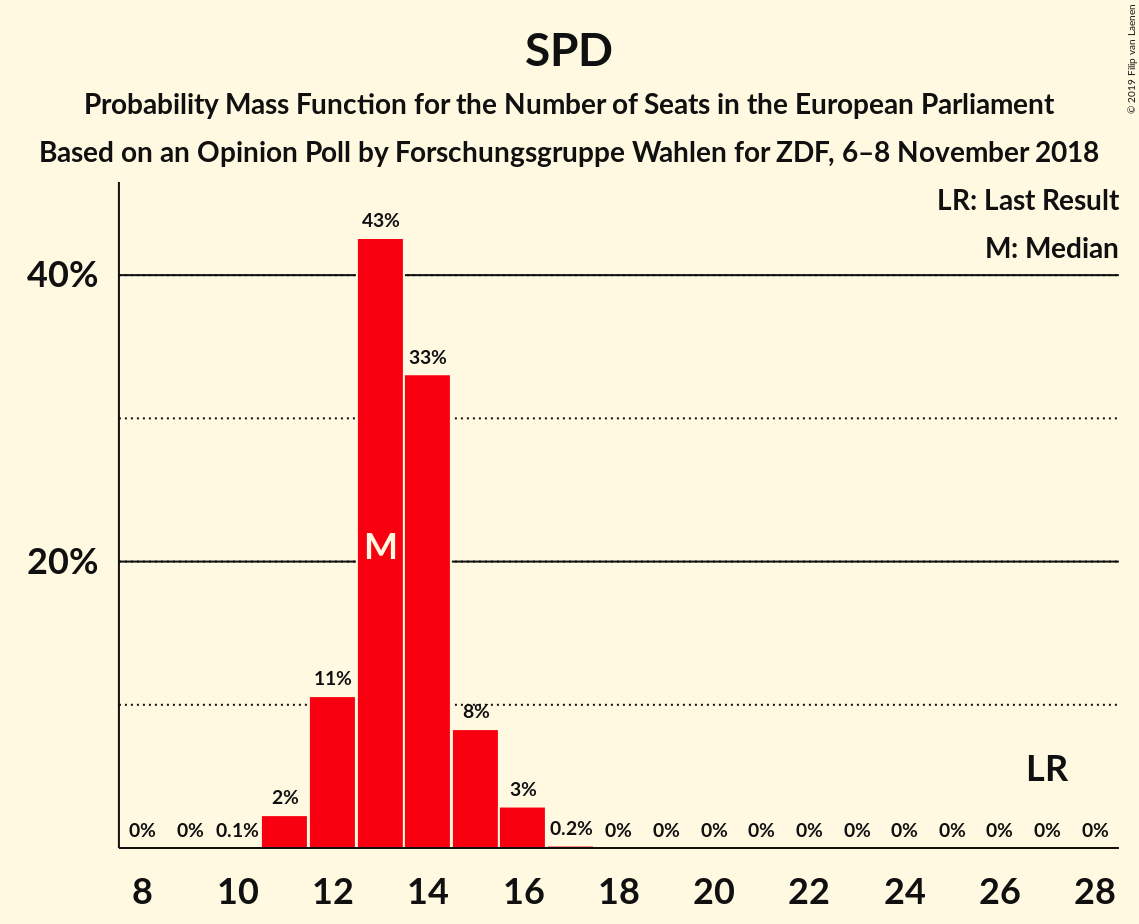 © 2019 Filip van Laenen
SPD
Probability Mass Function for the Number of Seats in the European Parliament
Based on an Opinion Poll by Forschungsgruppe Wahlen for ZDF, 6–8 November 2018
LR: Last Result
M: Median
43%
40%
33%
M
20%
11%
8%
LR
3%
2%
0% 0% 0.1% 0.2% 0% 0% 0% 0% 0% 0% 0% 0% 0% 0% 0%
8 10 12 14 16 18 20 22 24 26 28